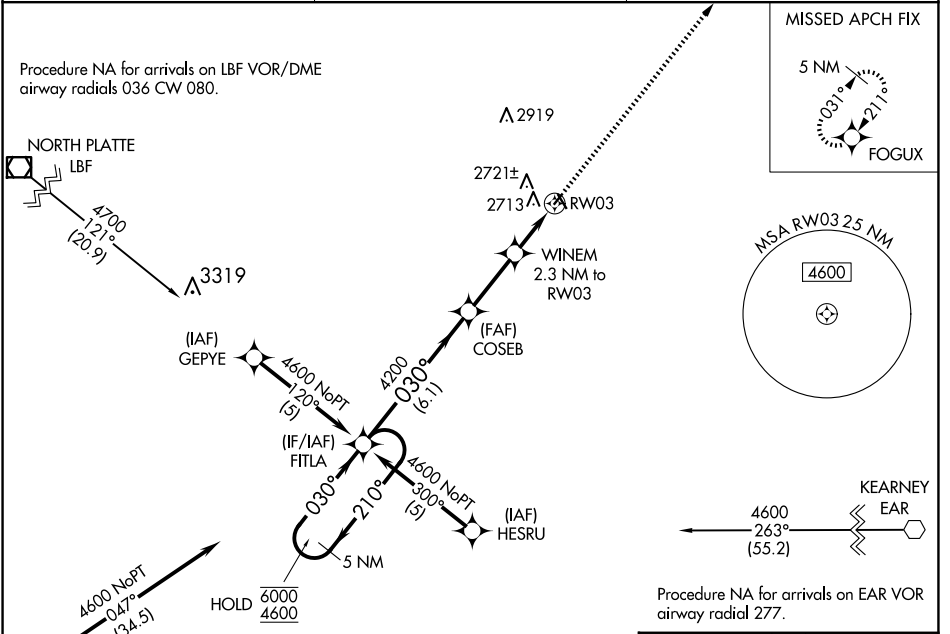 Procedure NA for arrivals on LBF VOR/DME
airway radials 036 CW 080.
MISSED APCH FIX
5 NM
031°
211°
FOGUX
NORTH PLATTE
LBF
4700
121°
(20.9)
3319
2919
2721±
2713
RW03
WINEM
2.3 NM to
RW03
MSA RW03 25 NM
4600
(FAF)
COSEB
(IAF)
GEPYE
4600 NoPT
120°
(5)
4200
030°
(6.1)
(IF/IAF)
FITLA
030°
210°
4600 NoPT
300°
(5)
(IAF)
HESRU
5 NM
HOLD
6000
4600
4600 NoPT
047°
(34.5)
KEARNEY
EAR
4600
263°
(55.2)
Procedure NA for arrivals on EAR VOR
airway radial 277.